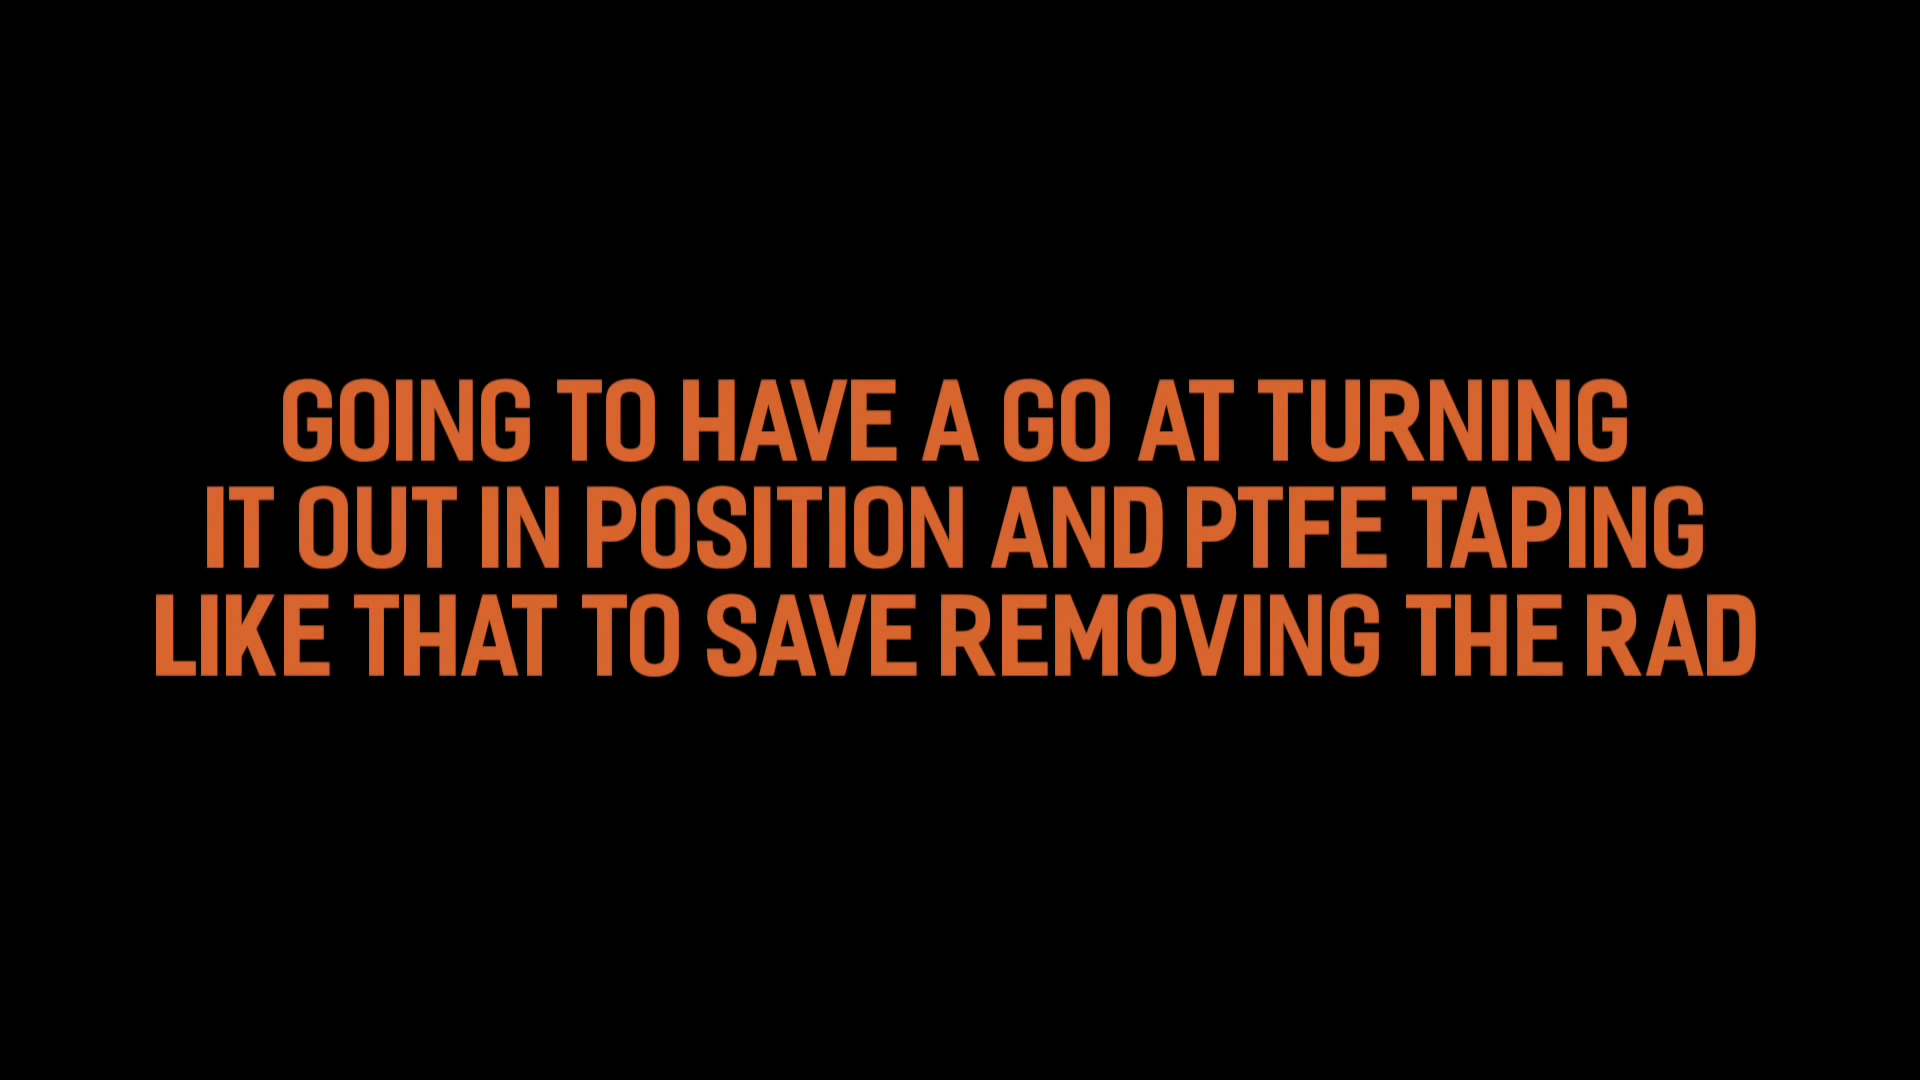 GOING TO HAVE A GO AT TURNING
IT OUT IN POSITION AND PTFE TAPING
LIKE THAT TO SAVE REMOVING THE RAD